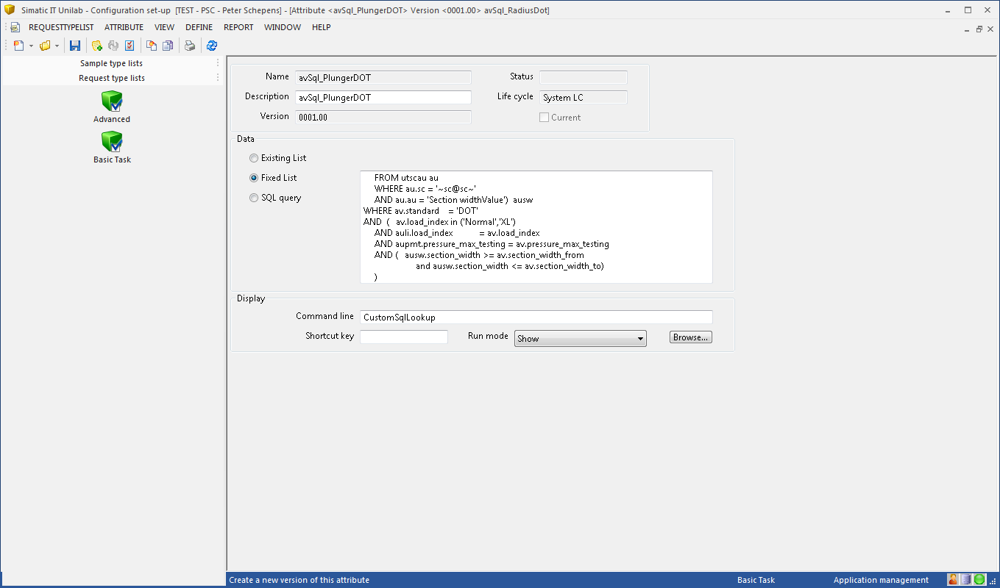 Simatic IT Unilab - Configuration set-up [TEST - PSC - Peter Schepens] - [Attribute <avSql_PlungerDOT> Version <0001.00> avSql_RadiusDot]
REQUESTTYPELIST ATTRIBUTE VIEW DEFINE REPORT WINDOW HELP
Sample type lists
Request type lists
Advanced
Basic Task
Name avSql_PlungerDOT Status
Description avSql_PlungerDOT Life cycle System LC
Version 0001.00 Current
Data
Existing List
Fixed List
SQL query
FROM utscau au
WHERE au.sc = '~sc@sc~'
AND au.au = 'Section widthValue') ausw
WHERE av.standard = 'DOT'
AND ( av.load_index in ('Normal','XL')
AND auli.load_index = av.load_index
AND aupmt.pressure_max_testing = av.pressure_max_testing
AND ( ausw.section_width >= av.section_width_from
and ausw.section_width <= av.section_width_to)
)
Display
Command line CustomSqlLookup
Shortcut key Run mode Show Browse...
Create a new version of this attribute Basic Task Application management